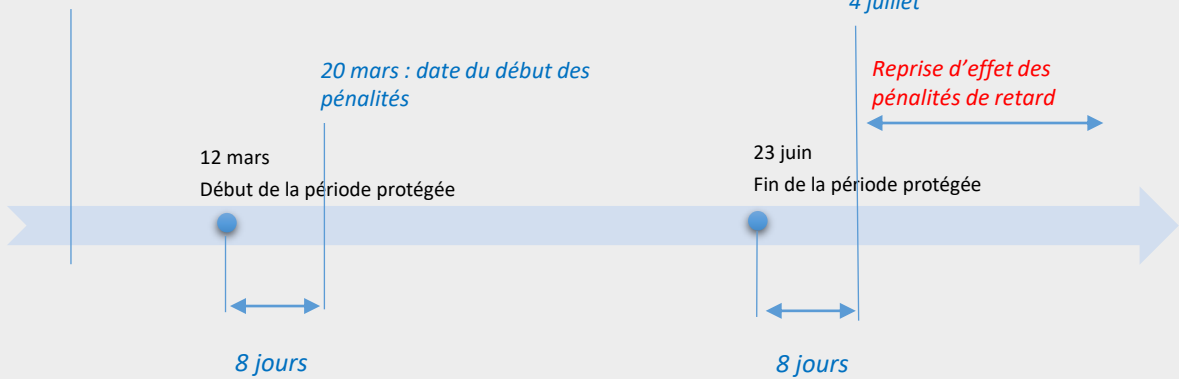 4 juillet
20 mars : date du début des
pénalités
Reprise d’effet des
pénalités de retard
12 mars
Début de la période protégée
23 juin
Fin de la période protégée
8 jours
8 jours